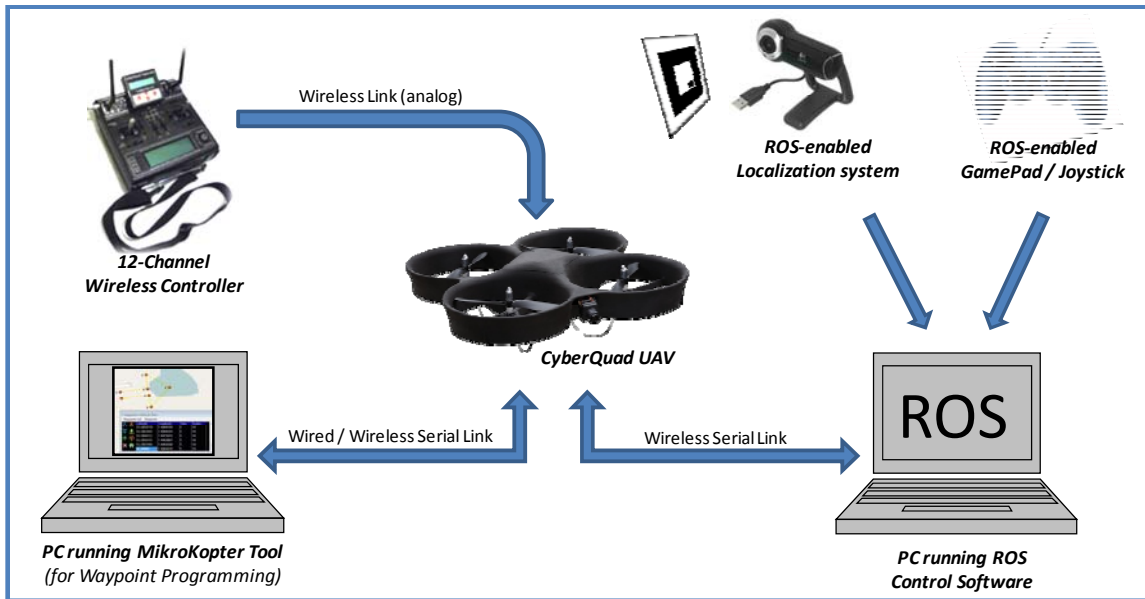 Wireless Link (analog)
ROS-enabled
Localization system
ROS-enabled
GamePad / Joystick
12-Channel
Wireless Controller
CyberQuad UAV
Wired / Wireless Serial Link
Wireless Serial Link
ROS
PC running MikroKopter Tool
(for Waypoint Programming)
PC running ROS
Control Software